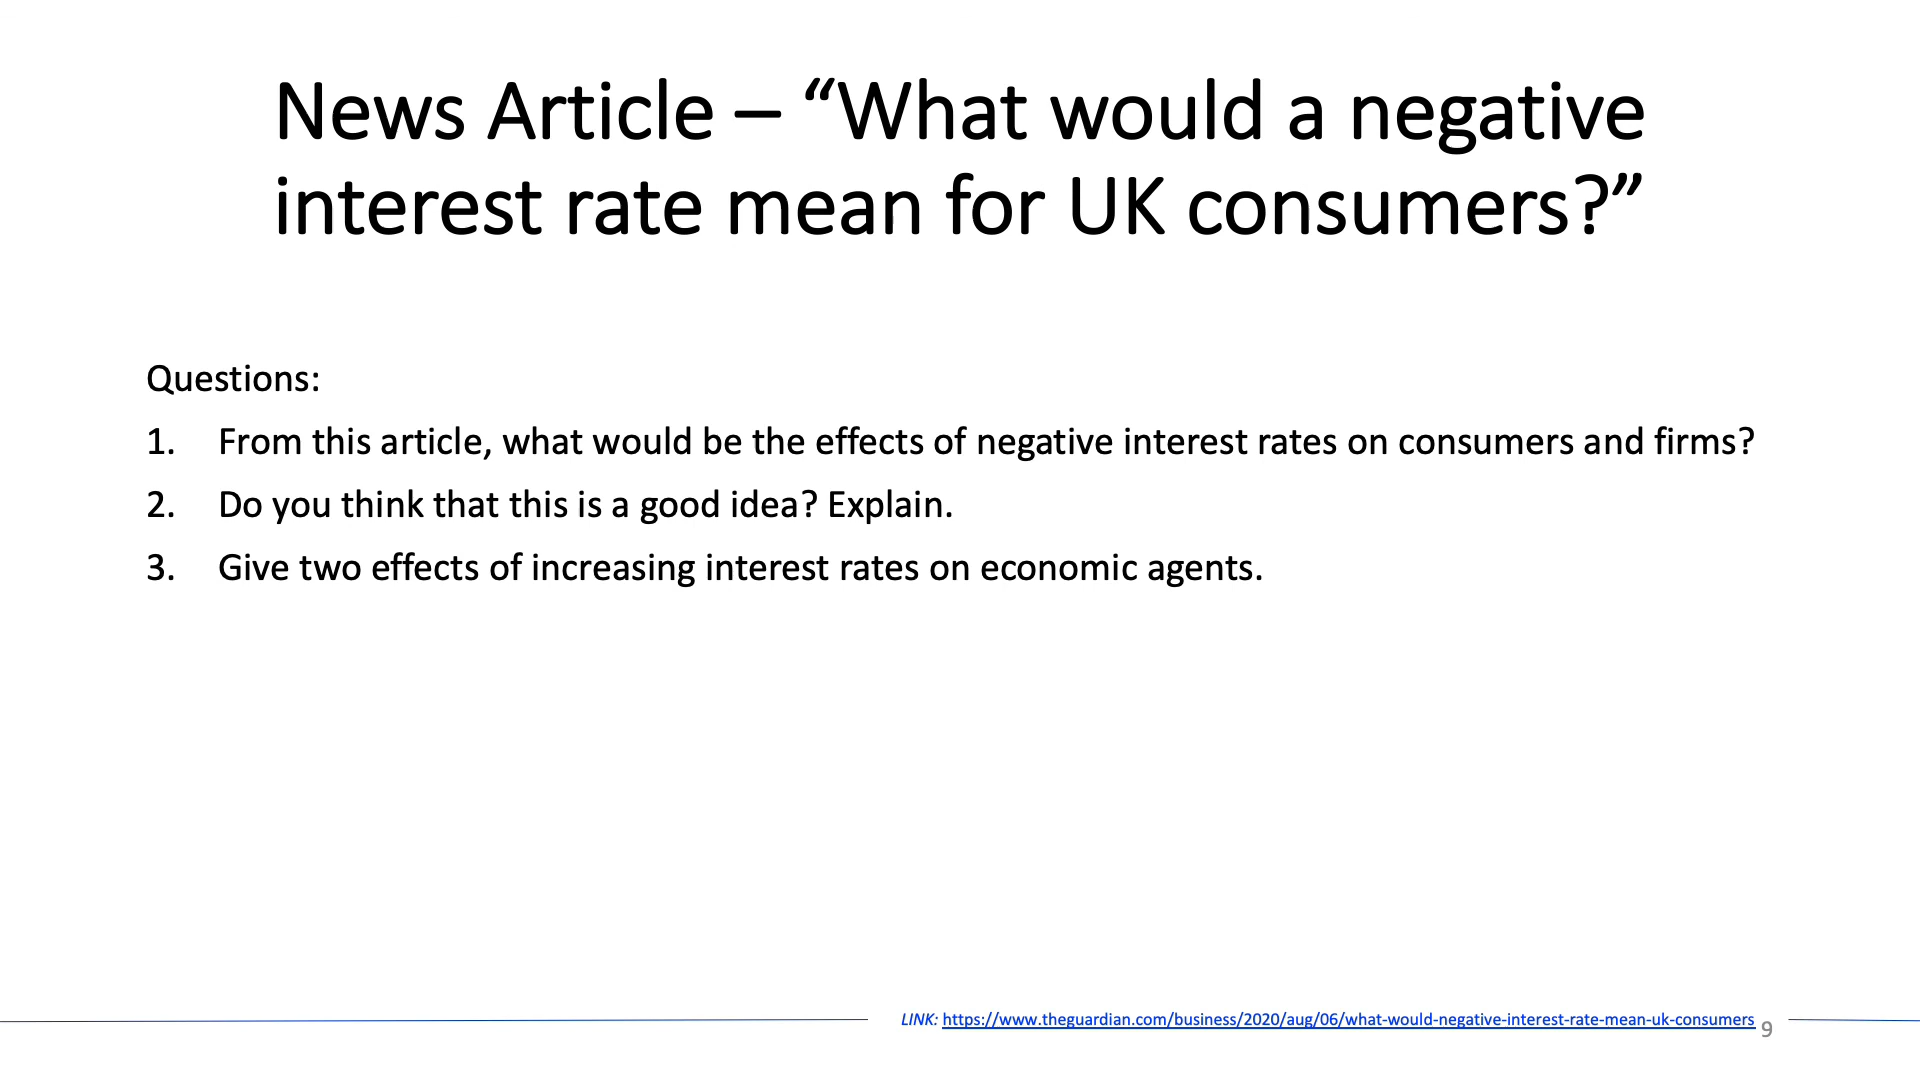 News Article – “What would a negative
interest rate mean for UK consumers?”
Questions:
1. From this article, what would be the effects of negative interest rates on consumers and firms?
2. Do you think that this is a good idea? Explain.
3. Give two effects of increasing interest rates on economic agents.
LINK: https://www.theguardian.com/business/2020/aug/06/what-would-negative-interest-rate-mean-uk-consumers
9